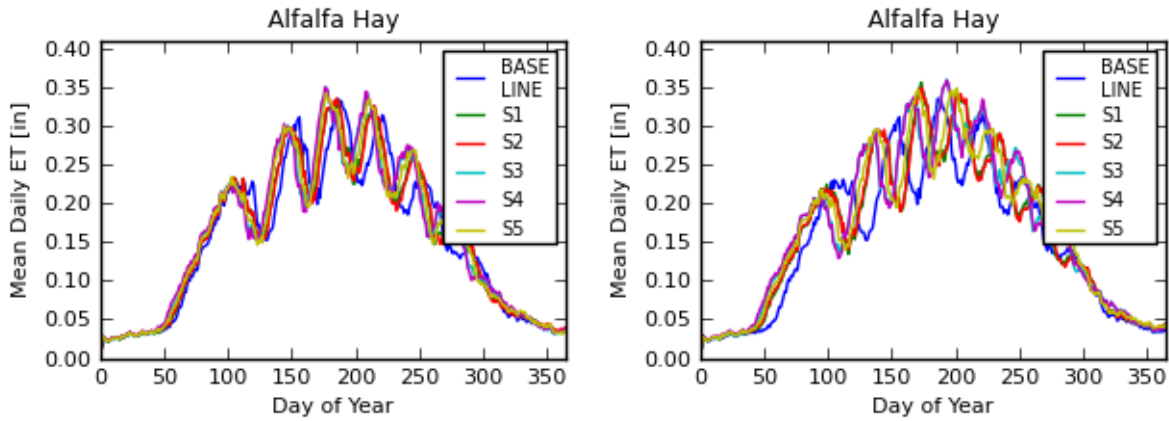 Alfalfa Hay
Mean Daily ET [in]
0.40
0.35
0.30
0.25
0.20
0.15
0.10
0.05
0.00
BASE
LINE
S1
S2
S3
S4
S5
0 50 100 150 200 250 300 350
Day of Year
Alfalfa Hay
Mean Daily ET [in]
0.40
0.35
0.30
0.25
0.20
0.15
0.10
0.05
0.00
BASE
LINE
S1
S2
S3
S4
S5
0 50 100 150 200 250 300 350
Day of Year